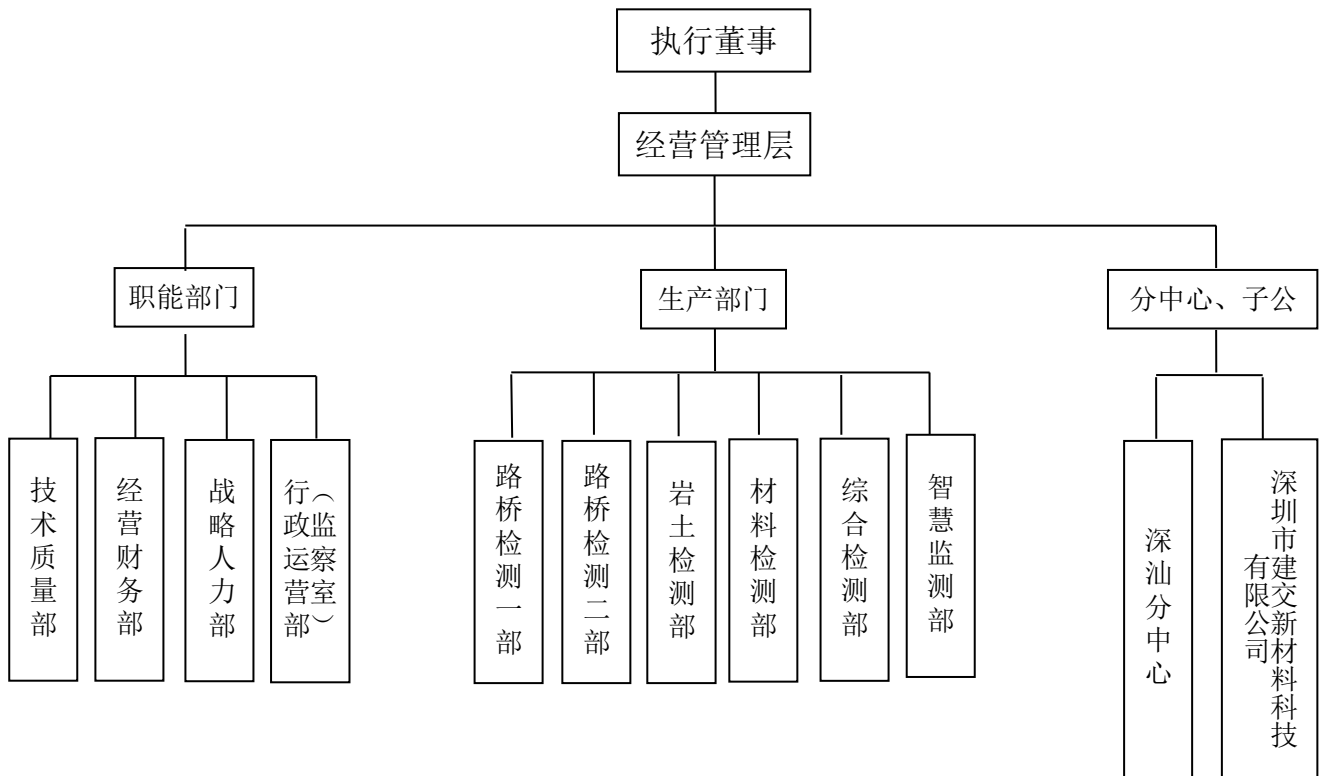 执行董事
经营管理层
职能部门
生产部门
分中心、子公
技术质量部
经营财务部
战略人力部
行政运营部
（监察室）
路桥检测一部
路桥检测二部
岩土检测部
材料检测部
综合检测部
智慧监测部
深汕分中心
深圳市建交新材料科技
有限公司